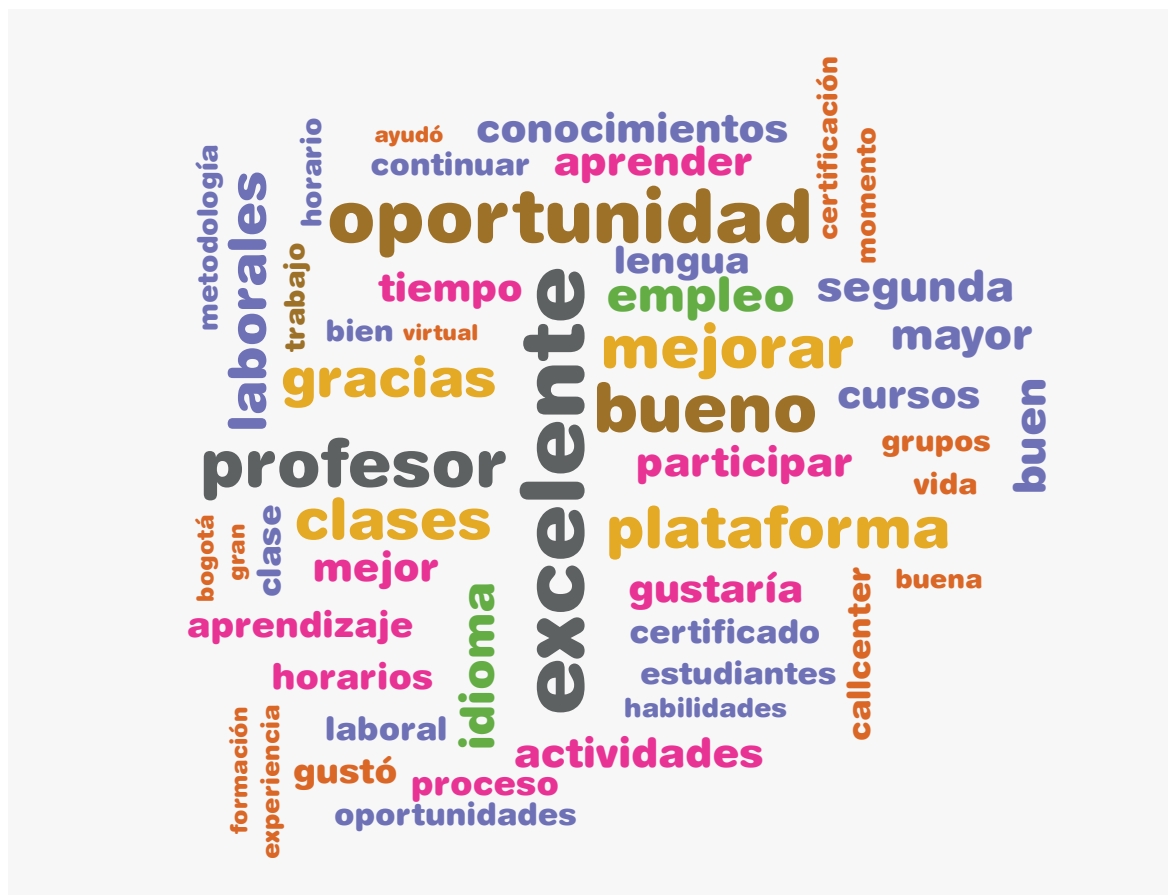 certificación
ayudó
conocimientos
horario
momento
metodología
continuar
aprender
laborales
oportunidad
trabajo
lengua
tiempo
empleo
segunda
excelente
bien
virtual
mejorar
mayor
gracias
bueno
cursos
buen
profesor
participar
grupos
vida
clases
plataforma
bogotá
gran
clase
mejor
gustaría
buena
callcenter
idioma
aprendizaje
certificado
horarios
estudiantes
habilidades
formación
experiencia
laboral
actividades
gustó
proceso
oportunidades